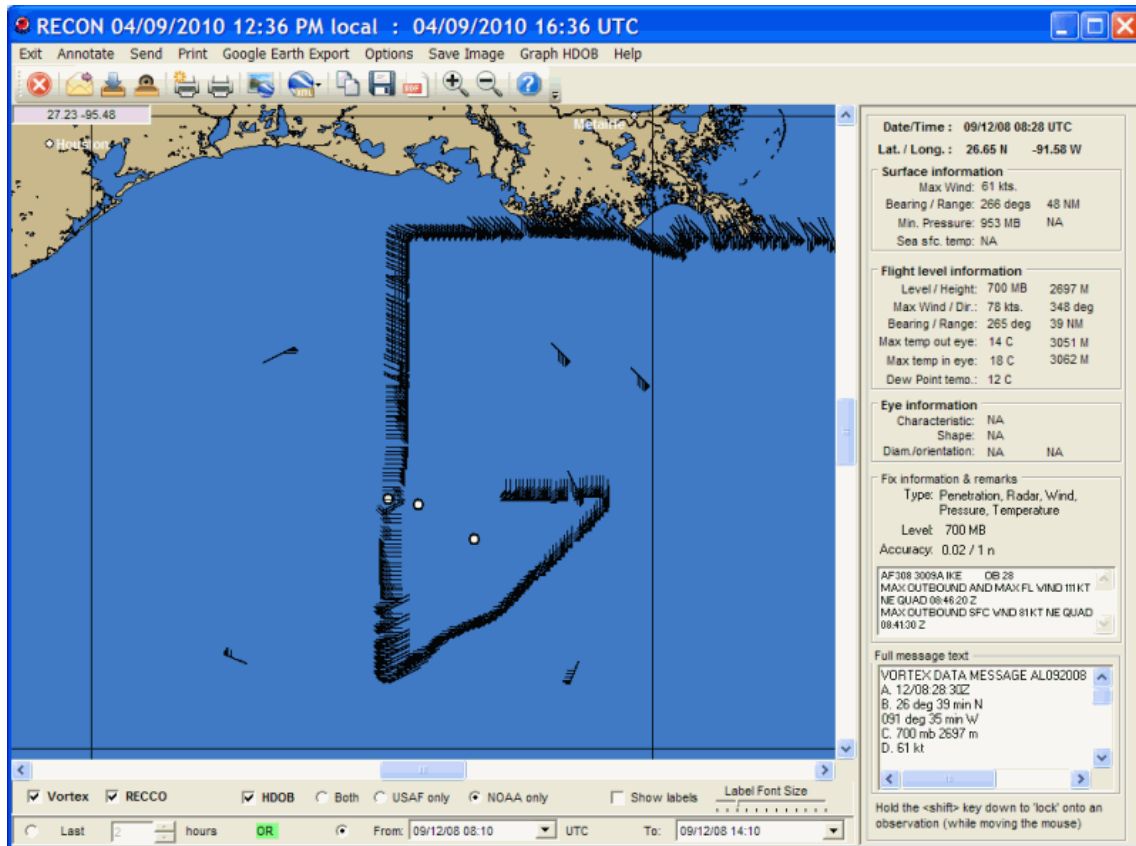 RECON 04/09/2010 12:36 PM local : 04/09/2010 16:36 UTC
Exit Annotate Send Print Google Earth Export Options Save Image Graph HDOB Help
27.23 -95.48
Houston
Metairie
Date/Time : 09/12/08 08:28 UTC
Lat. / Long. : 26.65 N -91.58 W
Surface information
Max Wind: 61 kts.
Bearing / Range: 266 degs 48 NM
Min. Pressure: 953 MB NA
Sea sfc. temp: NA
Flight level information
Level / Height: 700 MB 2697 M
Max Wind / Dir.: 78 kts. 348 deg
Bearing / Range: 265 deg 39 NM
Max temp out eye: 14 C 3051 M
Max temp in eye: 18 C 3062 M
Dew Point temp.: 12 C
Eye information
Characteristic: NA
Shape: NA
Diam./orientation: NA NA
Fix information & remarks
Type: Penetration, Radar, Wind,
Pressure, Temperature
Level: 700 MB
Accuracy: 0.02 / 1 n
AF308 3009A IKE OB 28
MAX OUTBOUND AND MAX FL WIND 111 KT
NE QUAD 08:46:20 Z
MAX OUTBOUND SFC WND 81 KT NE QUAD
08:41:30 Z
Full message text
VORTEX DATA MESSAGE AL092008
A. 12/08:28:30Z
B. 26 deg 39 min N
091 deg 35 min W
C. 700 mb 2697 m
D. 61 kt
Hold the <shift> key down to 'lock' onto an
observation (while moving the mouse)
Vortex RECCO HDOB Both USAF only NOAA only Show labels Label Font Size
Last 2 hours OR From: 09/12/08 08:10 UTC To: 09/12/08 14:10